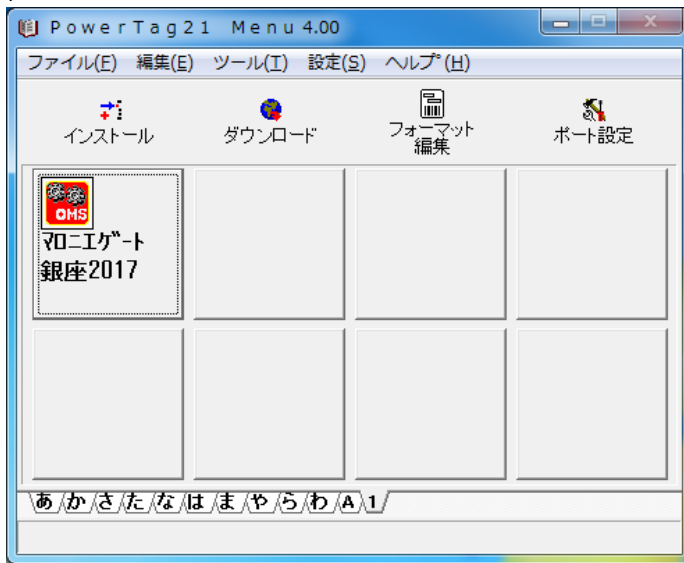 PowerTag21 Menu 4.00
ファイル(F) 編集(E) ツール(T) 設定(S) ヘルプ(H)
インストール
ダウンロード
フォーマット
編集
ポート設定
OMS
マロニエゲート
銀座2017
あ か さ た な は ま や ら わ A 1